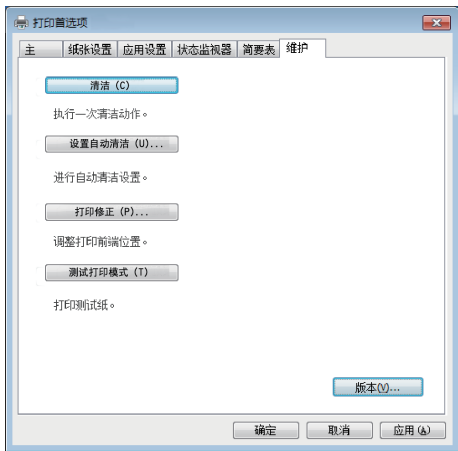 打印首选项
主 纸张设置 应用设置 状态监视器 简要表 维护
清洁 (C)
执行一次清洁动作。
设置自动清洁 (U)...
进行自动清洁设置。
打印修正 (P)...
调整打印前端位置。
测试打印模式 (T)
打印测试纸。
版本(V)...
确定 取消 应用(A)